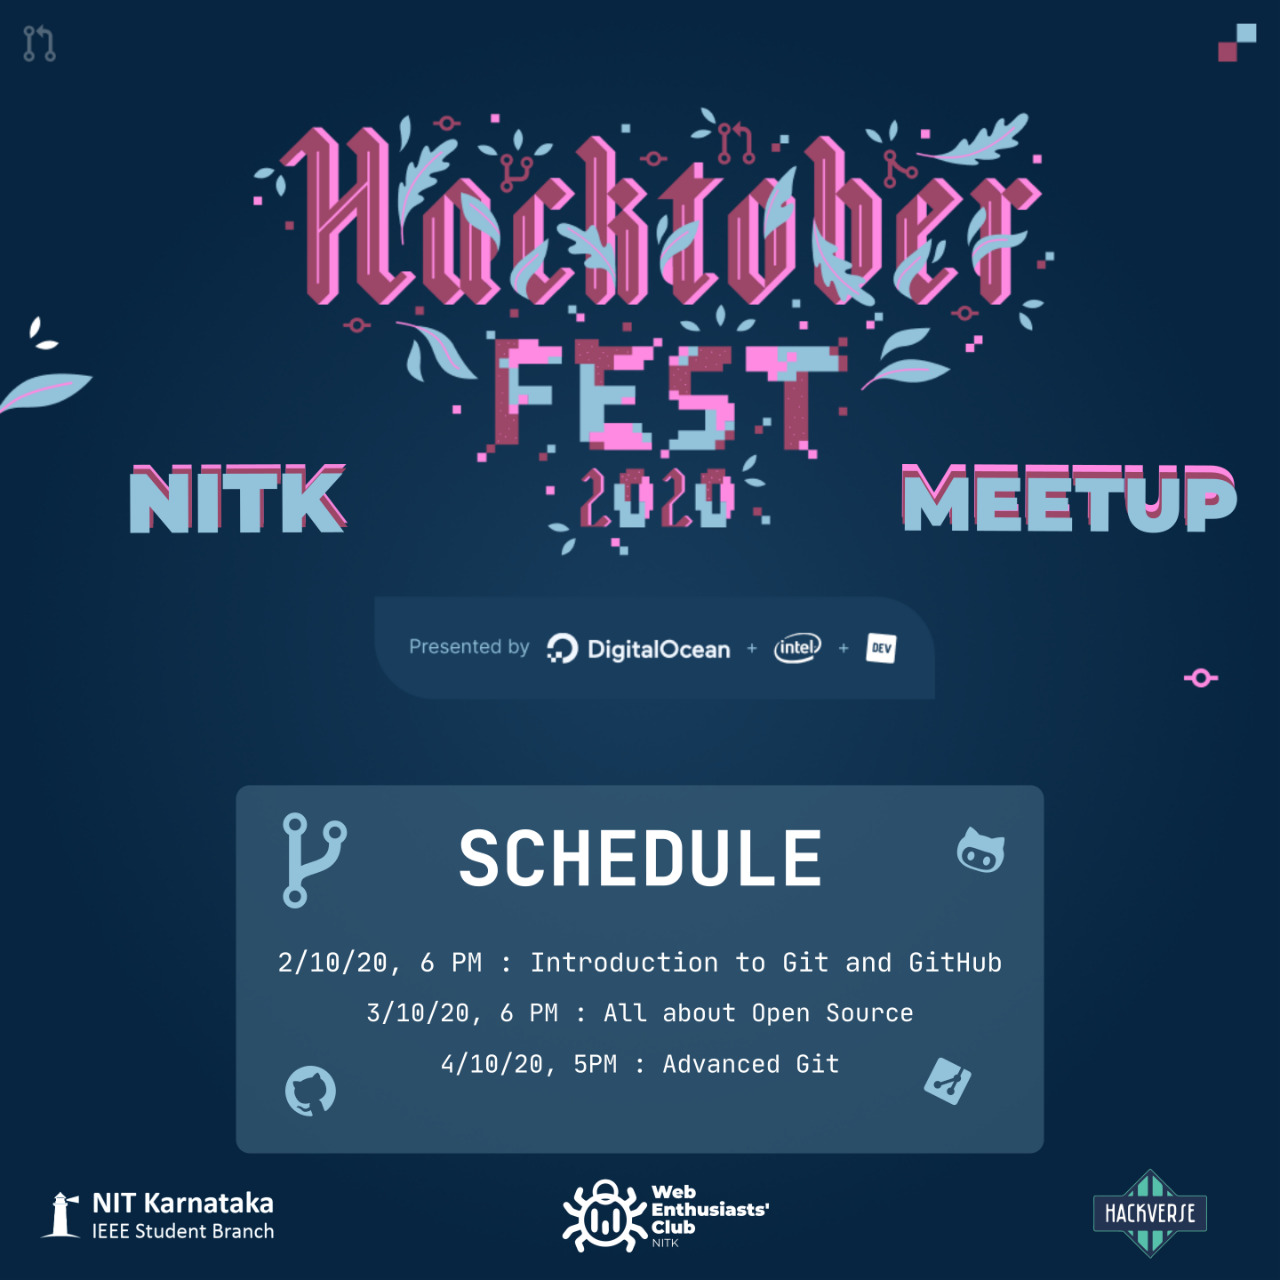 Hacktober
FEST
2020
NITK
MEETUP
Presented by DigitalOcean + intel + DEV
SCHEDULE
2/10/20, 6 PM : Introduction to Git and GitHub
3/10/20, 6 PM : All about Open Source
4/10/20, 5PM : Advanced Git
NIT Karnataka
IEEE Student Branch
Web
Enthusiasts'
Club
NITK
HACKVERSE